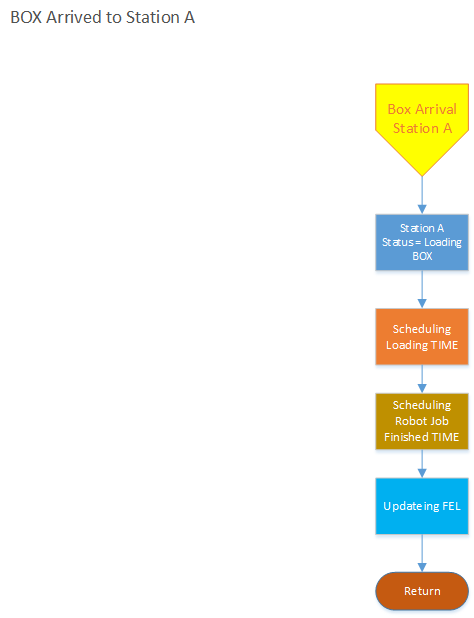 BOX Arrived to Station A
Box Arrival
Station A
Station A
Status = Loading
BOX
Scheduling
Loading TIME
Scheduling
Robot Job
Finished TIME
Updateing FEL
Return